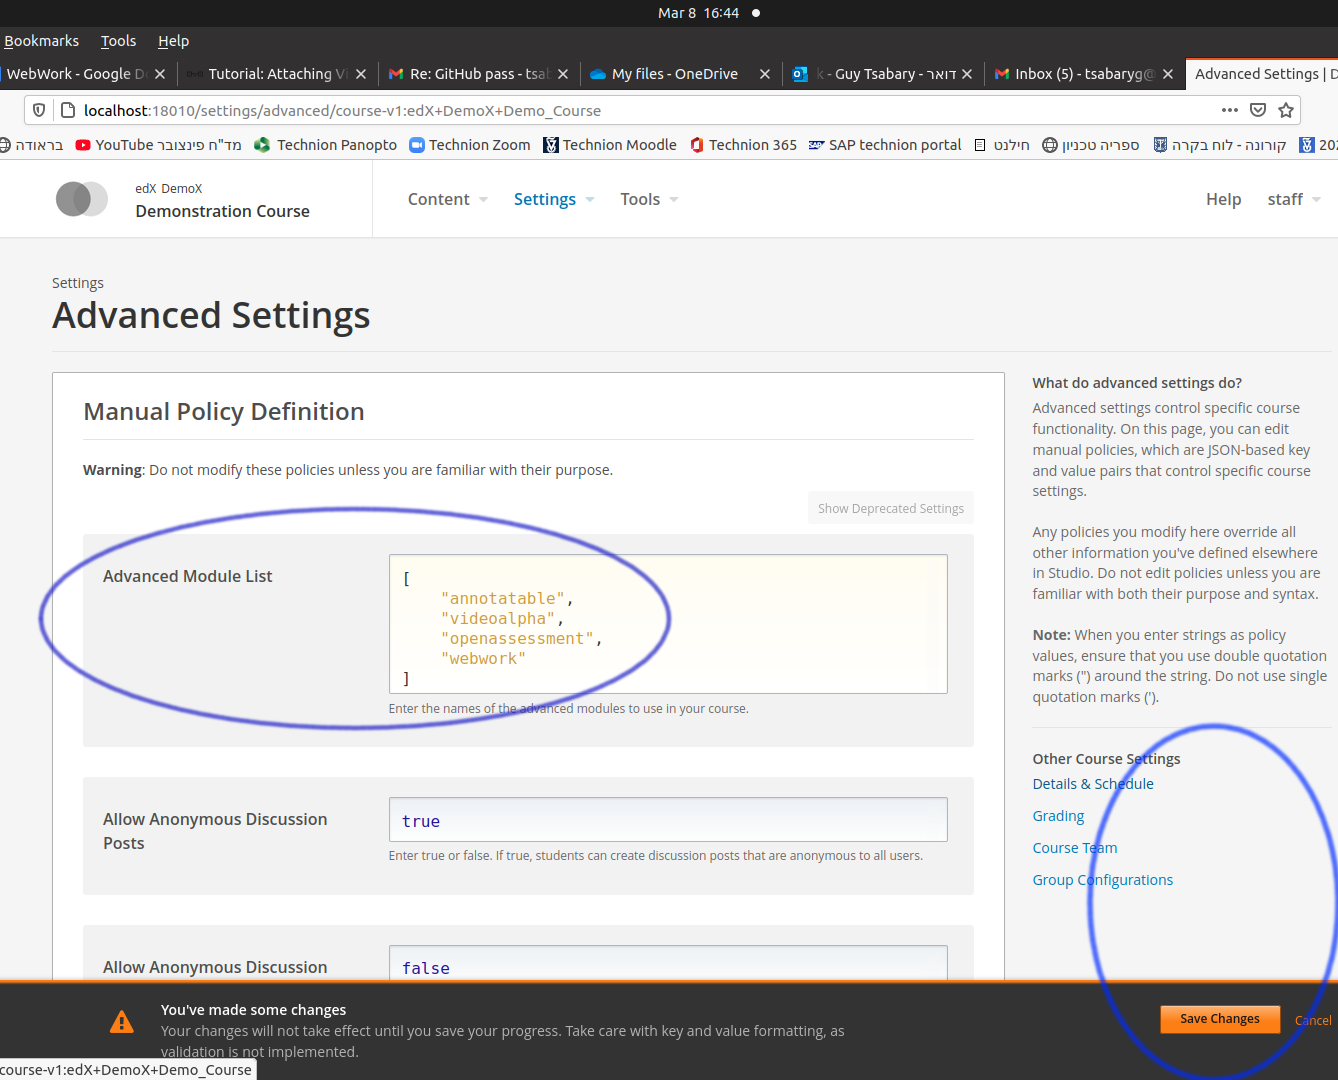 Mar 8 16:44
Bookmarks Tools Help
WebWork - Google D Tutorial: Attaching Vi Re: GitHub pass - tsab My files - OneDrive k - Guy Tsabary - דואר Inbox (5) - tsabaryg@ Advanced Settings | D
localhost:18010/settings/advanced/course-v1:edX+DemoX+Demo_Course
בראודה YouTube מד"ח פינצובר Technion Panopto Technion Zoom Technion Moodle Technion 365 SAP technion portal חילנט ספריה טכניון קורונה - לוח בקרה 202
edX DemoX
Demonstration Course
Content Settings Tools Help staff
Settings
Advanced Settings
Manual Policy Definition
Warning: Do not modify these policies unless you are familiar with their purpose.
Show Deprecated Settings
Advanced Module List
[
"annotatable",
"videoalpha",
"openassessment",
"webwork"
]
Enter the names of the advanced modules to use in your course.
Allow Anonymous Discussion
Posts
true
Enter true or false. If true, students can create discussion posts that are anonymous to all users.
Allow Anonymous Discussion
false
What do advanced settings do?
Advanced settings control specific course
functionality. On this page, you can edit
manual policies, which are JSON-based key
and value pairs that control specific course
settings.
Any policies you modify here override all
other information you've defined elsewhere
in Studio. Do not edit policies unless you are
familiar with both their purpose and syntax.
Note: When you enter strings as policy
values, ensure that you use double quotation
marks (") around the string. Do not use single
quotation marks (').
Other Course Settings
Details & Schedule
Grading
Course Team
Group Configurations
You've made some changes
Your changes will not take effect until you save your progress. Take care with key and value formatting, as
validation is not implemented.
Save Changes Cancel
course-v1:edX+DemoX+Demo_Course